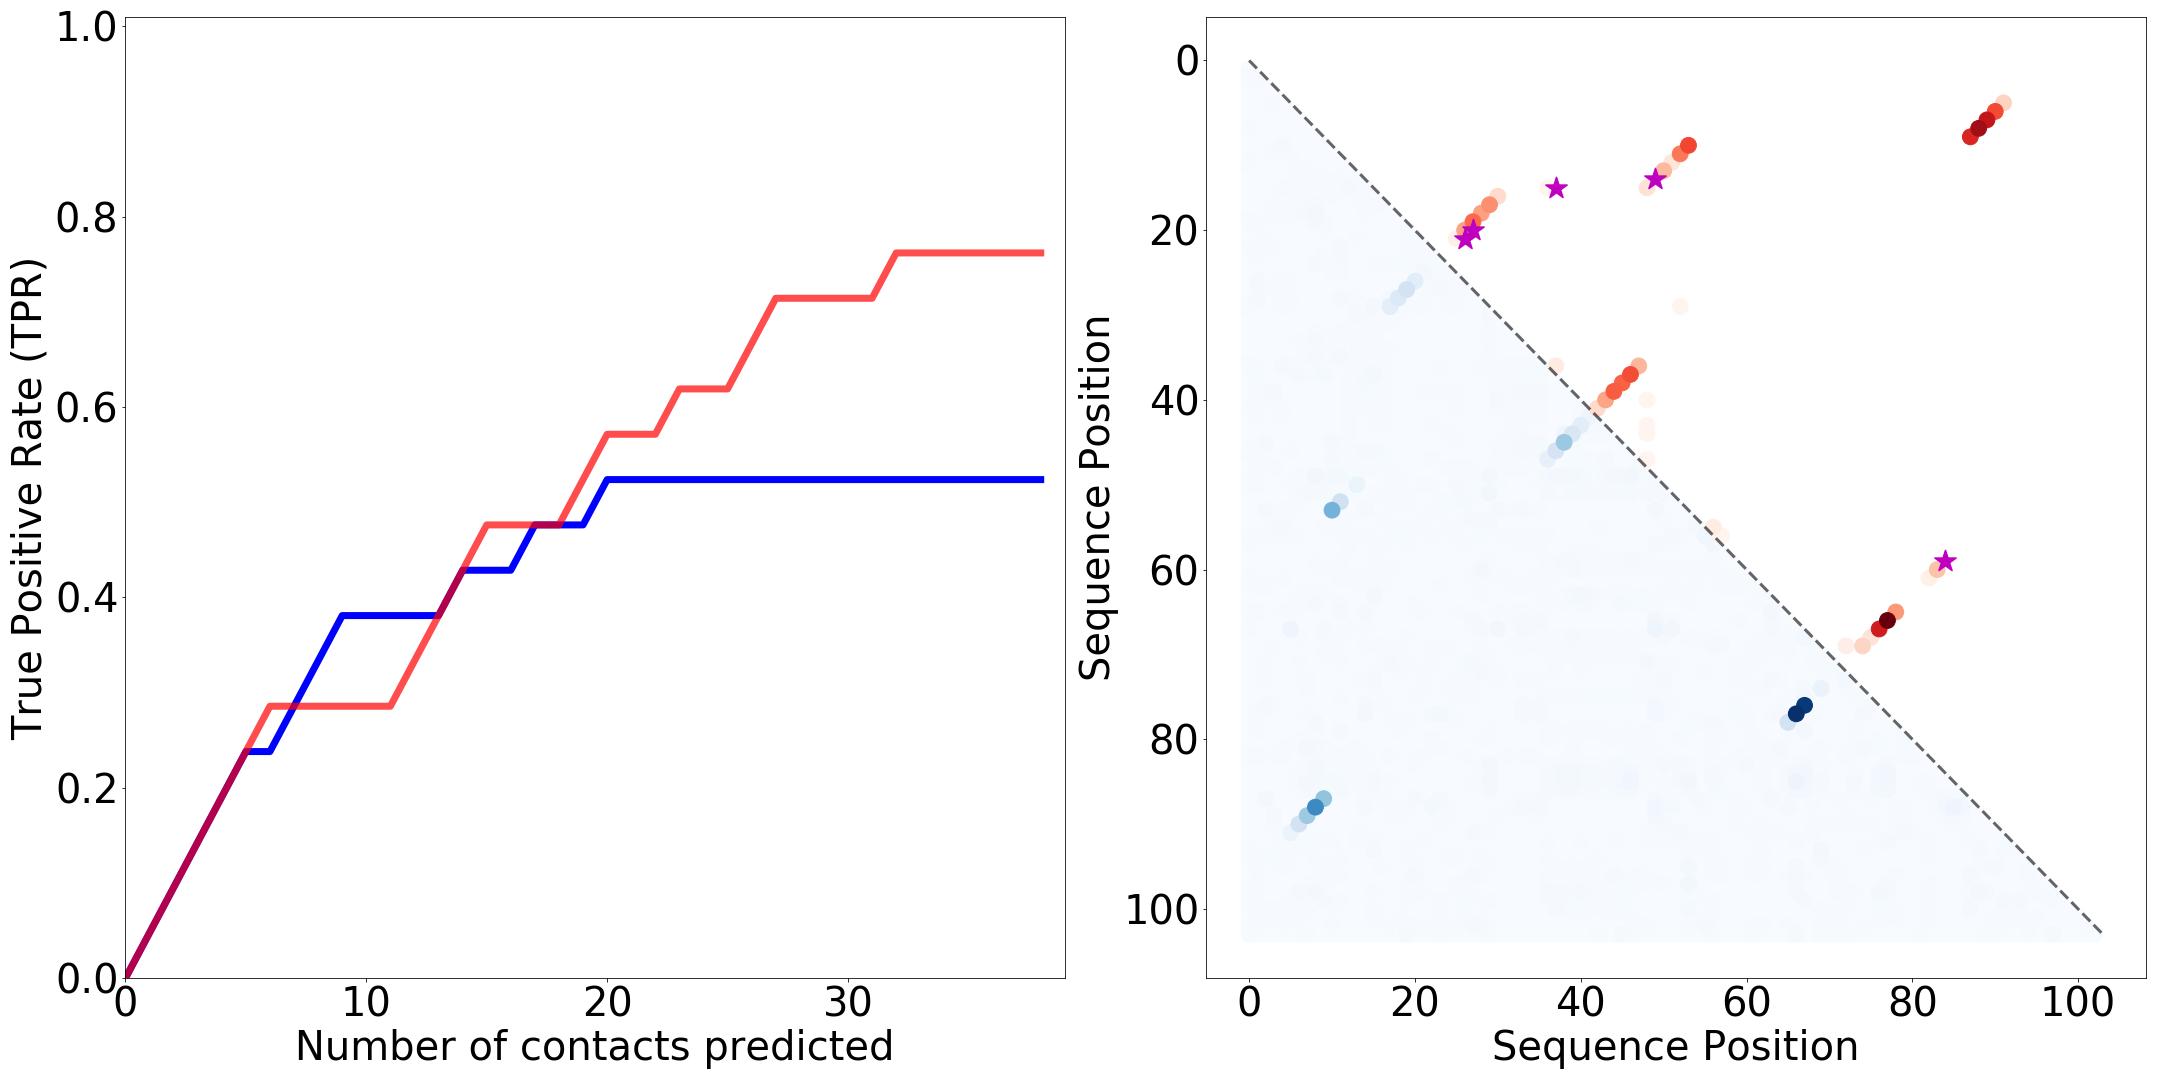 True Positive Rate (TPR)
1.0
0.8
0.6
0.4
0.2
0.0
0 10 20 30
Number of contacts predicted
Sequence Position
0
20
40
60
80
100
0 20 40 60 80 100
Sequence Position